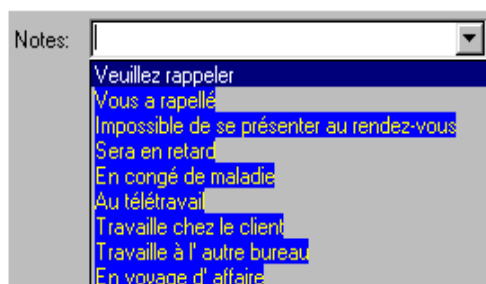 Notes:
Veuillez rappeler
Vous a rapellé
Impossible de se présenter au rendez-vous
Sera en retard
En congé de maladie
Au télétravail
Travaille chez le client
Travaille à l' autre bureau
En voyage d' affaire